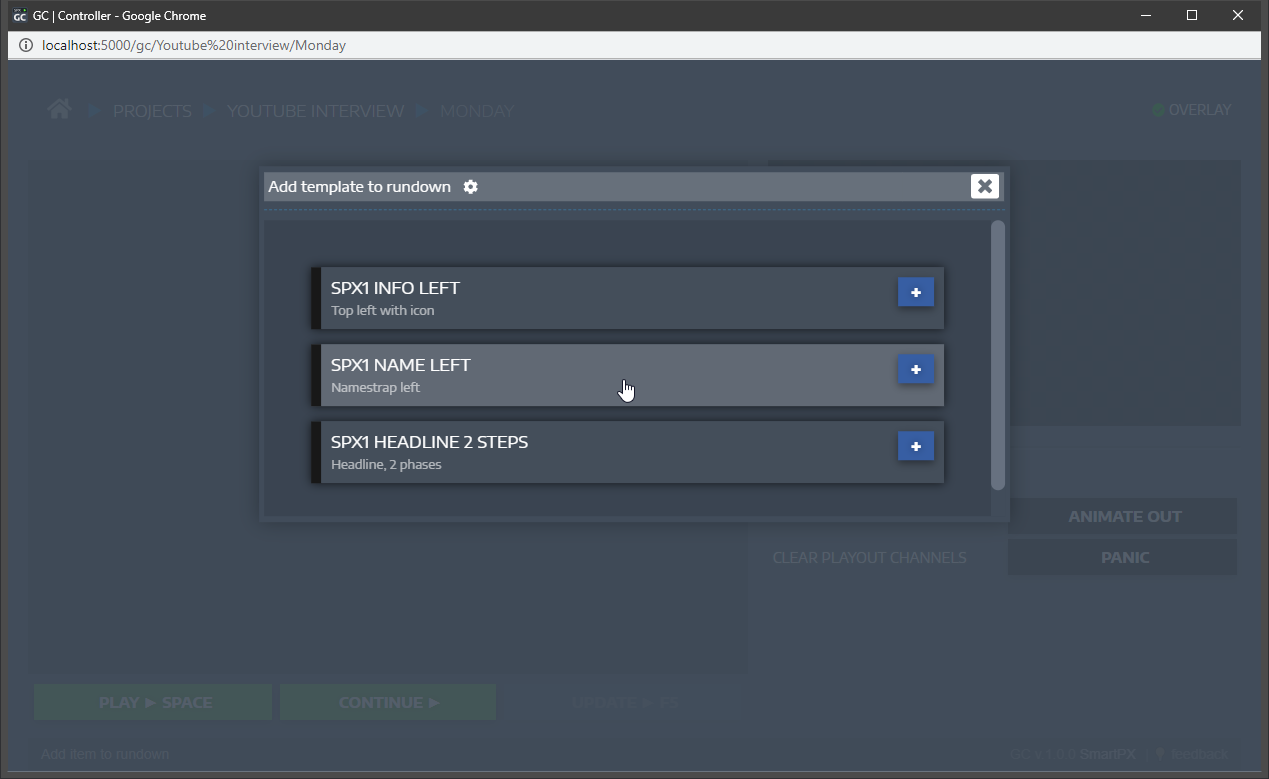 GC | Controller - Google Chrome
localhost:5000/gc/Youtube%20interview/Monday
PROJECTS YOUTUBE INTERVIEW MONDAY
OVERLAY
Add template to rundown
SPX1 INFO LEFT
Top left with icon
SPX1 NAME LEFT
Namestrap left
SPX1 HEADLINE 2 STEPS
Headline, 2 phases
ANIMATE OUT
CLEAR PLAYOUT CHANNELS
PANIC
PLAY ▶ SPACE
CONTINUE ▶
UPDATE ▶
Add item to rundown
GC v.1.0.0 SmartPX
feedback